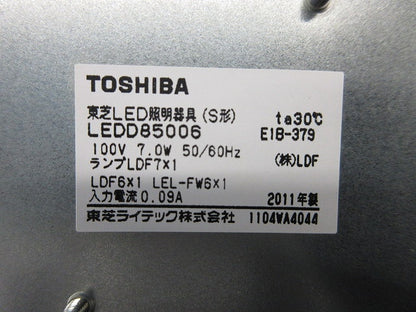 TOSHIBA
東芝LED照明器具(S形) ta30℃
LEDD85006 E18-379
100V 7.0W 50/60Hz
ランプLDF7×1 (株)LDF
LDF6×1 LEL-FW6×1
入力電流0.09A 2011年製
東芝ライテック株式会社 1104WA4044